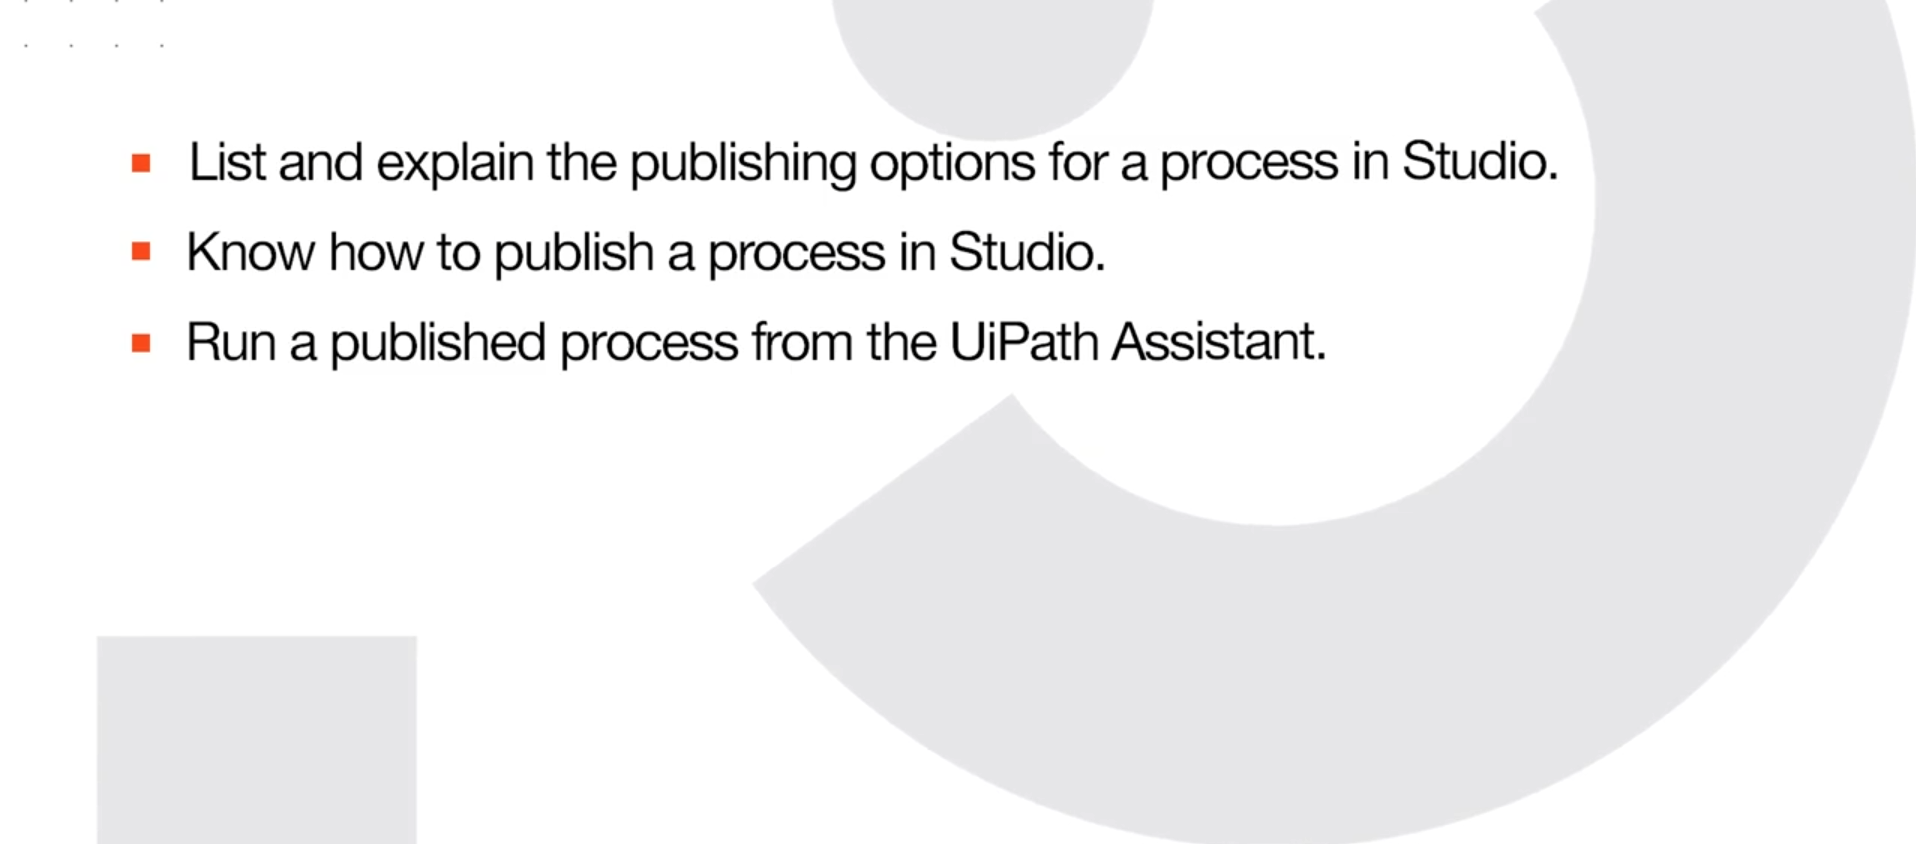 List and explain the publishing options for a process in Studio.
Know how to publish a process in Studio.
Run a published process from the UiPath Assistant.